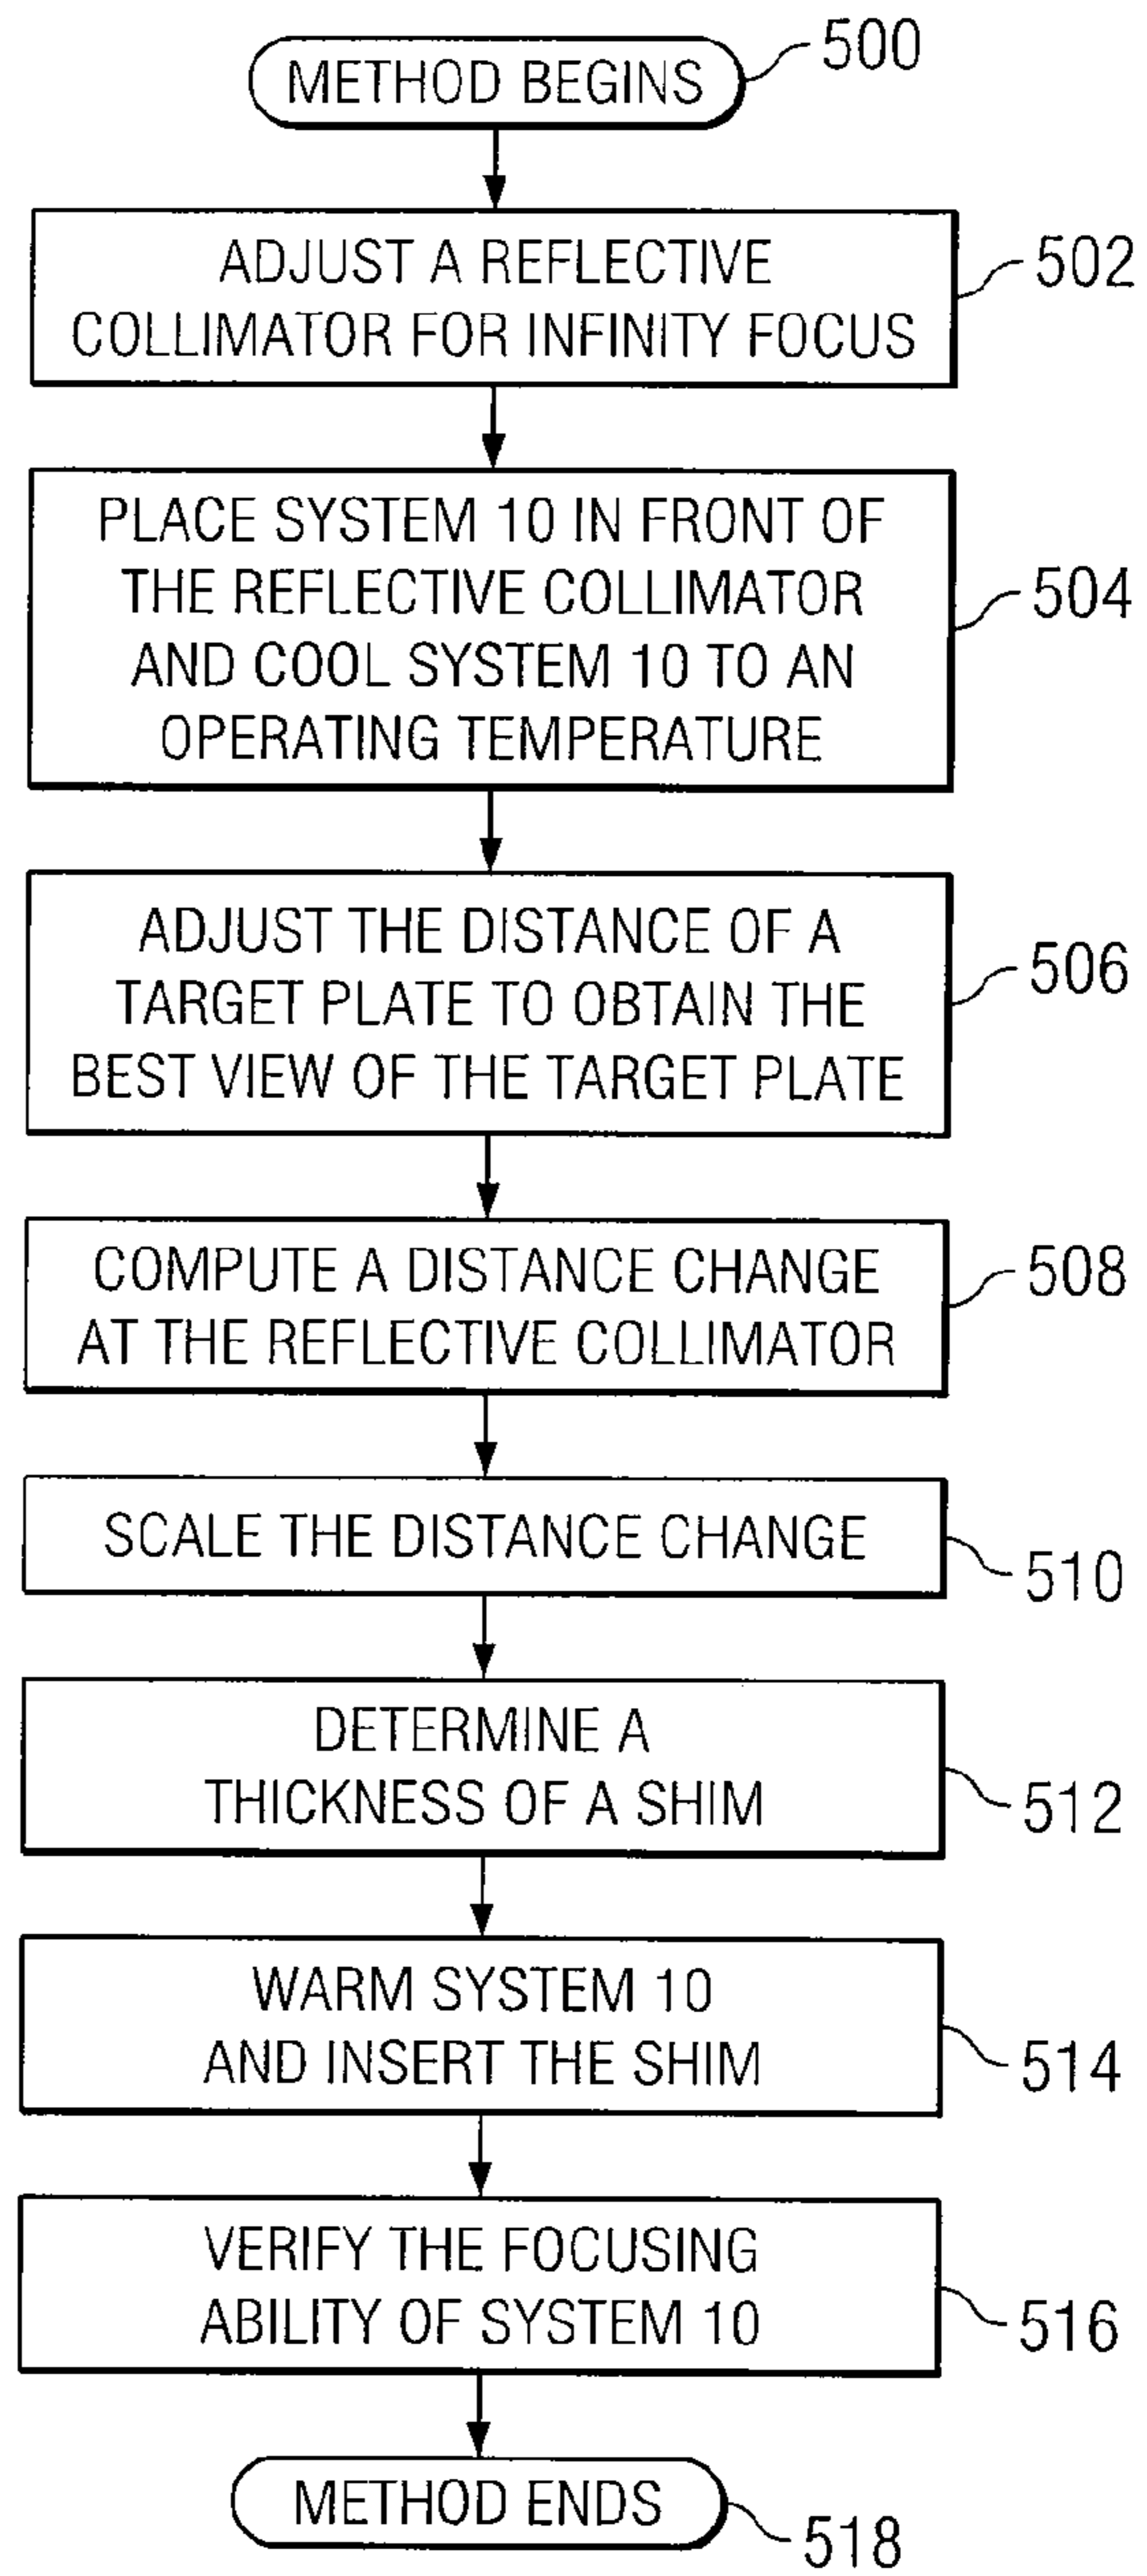 METHOD BEGINS
500
ADJUST A REFLECTIVE
COLLIMATOR FOR INFINITY FOCUS
502
PLACE SYSTEM 10 IN FRONT OF
THE REFLECTIVE COLLIMATOR
AND COOL SYSTEM 10 TO AN
OPERATING TEMPERATURE
504
ADJUST THE DISTANCE OF A
TARGET PLATE TO OBTAIN THE
BEST VIEW OF THE TARGET PLATE
506
COMPUTE A DISTANCE CHANGE
AT THE REFLECTIVE COLLIMATOR
508
SCALE THE DISTANCE CHANGE
510
DETERMINE A
THICKNESS OF A SHIM
512
WARM SYSTEM 10
AND INSERT THE SHIM
514
VERIFY THE FOCUSING
ABILITY OF SYSTEM 10
516
METHOD ENDS
518